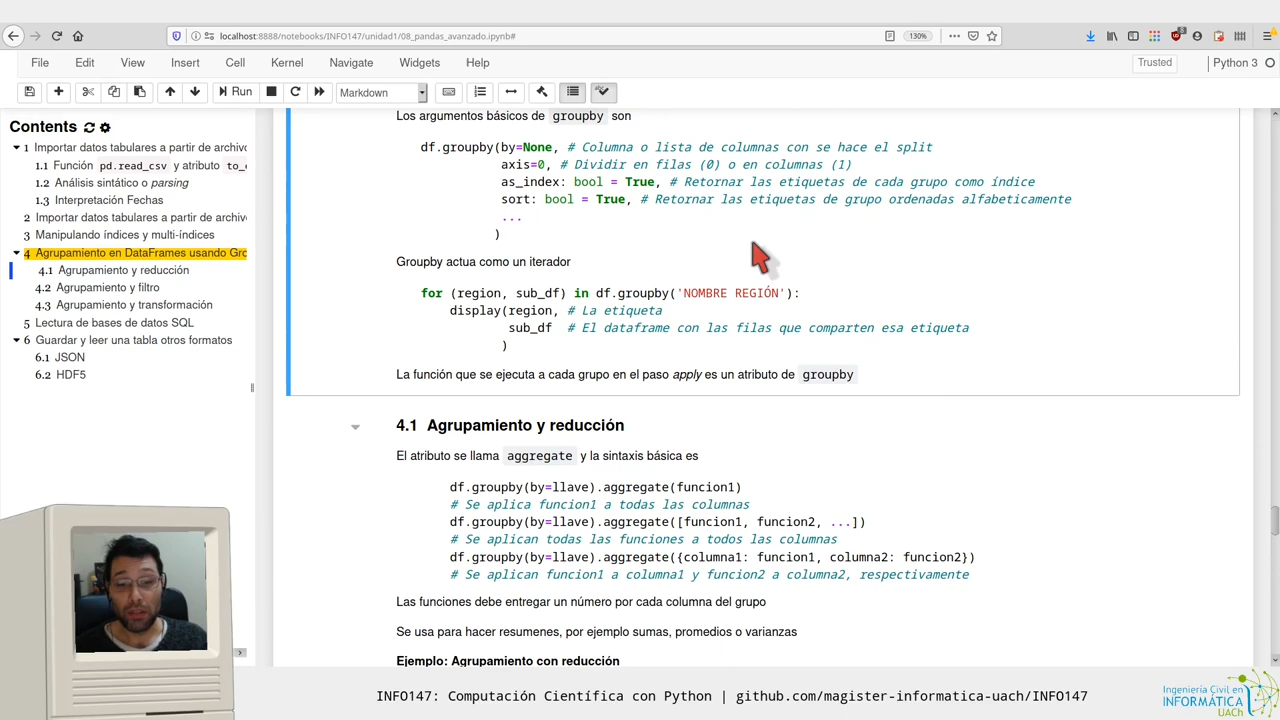 localhost:8888/notebooks/INFO147/unidad1/08_pandas_avanzado.ipynb#
130%
File Edit View Insert Cell Kernel Navigate Widgets Help
Trusted
Python 3
Run
Markdown
Contents
1 Importar datos tabulares a partir de archivo
1.1 Función pd.read_csv y atributo to_c
1.2 Análisis sintático o parsing
1.3 Interpretación Fechas
2 Importar datos tabulares a partir de archivo
3 Manipulando índices y multi-índices
4 Agrupamiento en DataFrames usando Gro
4.1 Agrupamiento y reducción
4.2 Agrupamiento y filtro
4.3 Agrupamiento y transformación
5 Lectura de bases de datos SQL
6 Guardar y leer una tabla otros formatos
6.1 JSON
6.2 HDF5
Los argumentos básicos de groupby son
df.groupby(by=None, # Columna o lista de columnas con se hace el split
axis=0, # Dividir en filas (0) o en columnas (1)
as_index: bool = True, # Retornar las etiquetas de cada grupo como índice
sort: bool = True, # Retornar las etiquetas de grupo ordenadas alfabeticamente
...
)
Groupby actua como un iterador
for (region, sub_df) in df.groupby('NOMBRE REGIÓN'):
display(region, # La etiqueta
sub_df # El dataframe con las filas que comparten esa etiqueta
)
La función que se ejecuta a cada grupo en el paso apply es un atributo de groupby
4.1 Agrupamiento y reducción
El atributo se llama aggregate y la sintaxis básica es
df.groupby(by=llave).aggregate(funcion1)
# Se aplica funcion1 a todas las columnas
df.groupby(by=llave).aggregate([funcion1, funcion2, ...])
# Se aplican todas las funciones a todos las columnas
df.groupby(by=llave).aggregate({columna1: funcion1, columna2: funcion2})
# Se aplican funcion1 a columna1 y funcion2 a columna2, respectivamente
Las funciones debe entregar un número por cada columna del grupo
Se usa para hacer resumenes, por ejemplo sumas, promedios o varianzas
Ejemplo: Agrupamiento con reducción
INFO147: Computación Científica con Python | github.com/magister-informatica-uach/INFO147
Ingeniería Civil en
INFORMÁTICA
UACh